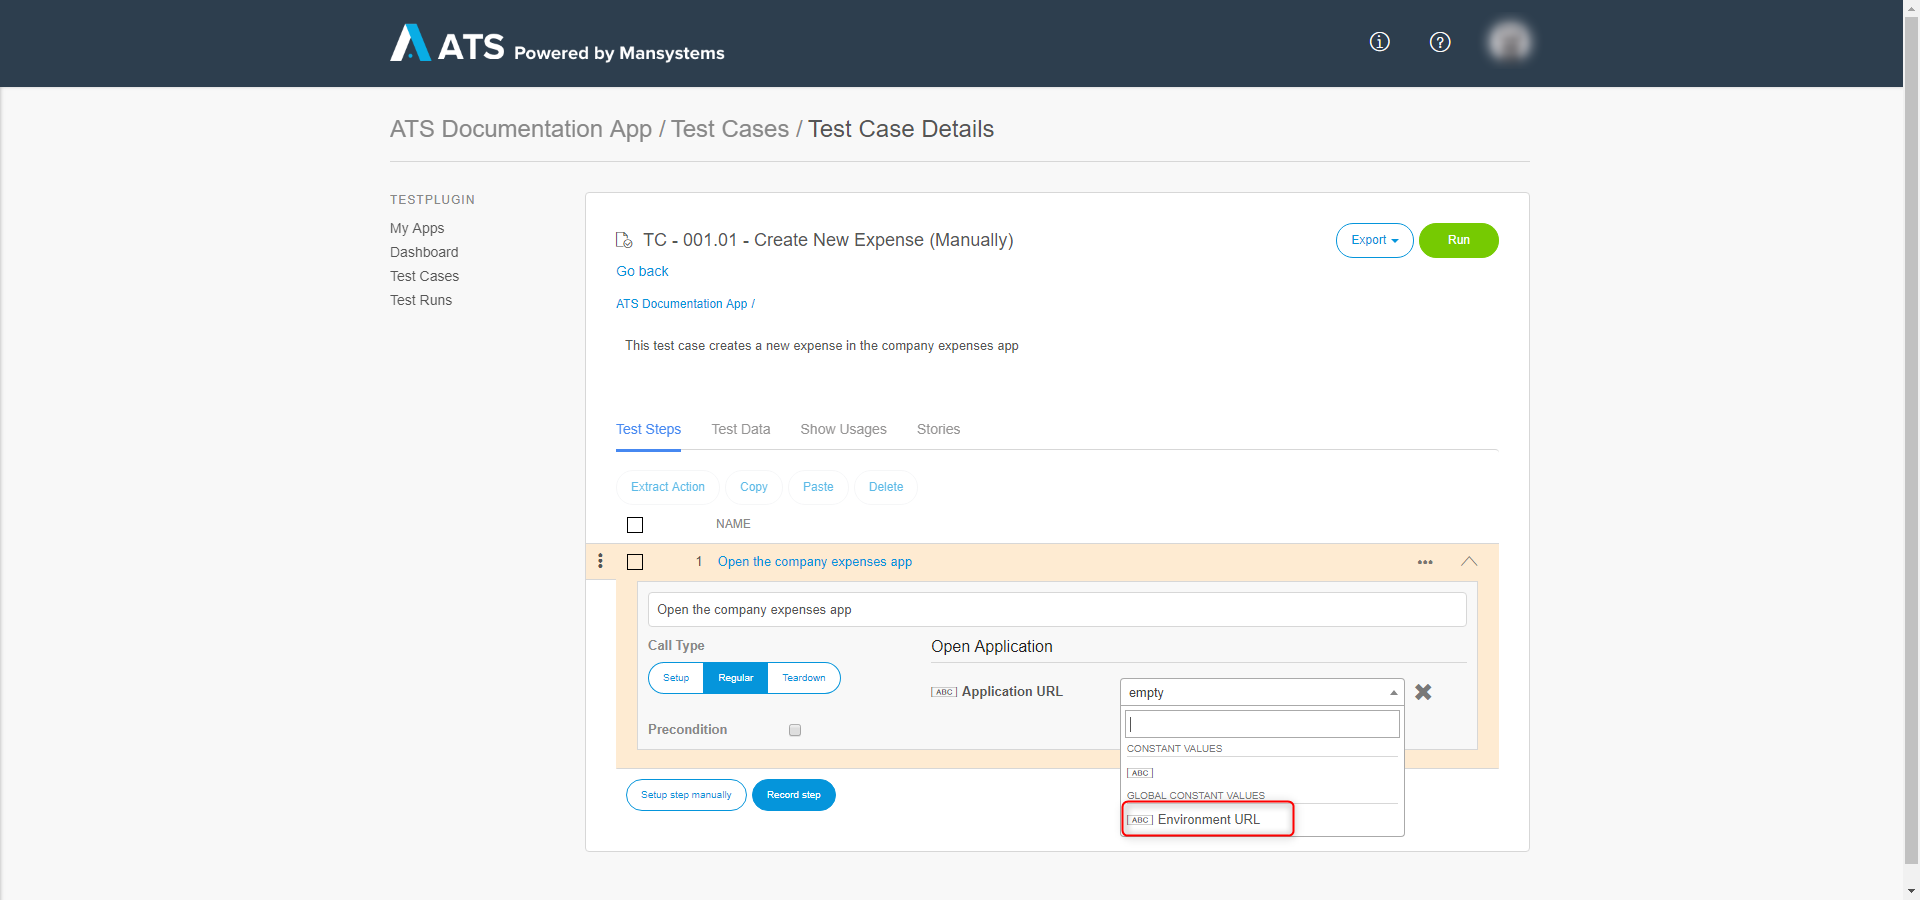 ATS Powered by Mansystems
ATS Documentation App / Test Cases / Test Case Details
TESTPLUGIN
My Apps
Dashboard
Test Cases
Test Runs
TC - 001.01 - Create New Expense (Manually)
Export
Run
Go back
ATS Documentation App /
This test case creates a new expense in the company expenses app
Test Steps
Test Data
Show Usages
Stories
Extract Action
Copy
Paste
Delete
NAME
1 Open the company expenses app
Open the company expenses app
Call Type
Setup
Regular
Teardown
Precondition
Open Application
ABC Application URL
empty
CONSTANT VALUES
ABC
GLOBAL CONSTANT VALUES
ABC Environment URL
Setup step manually
Record step